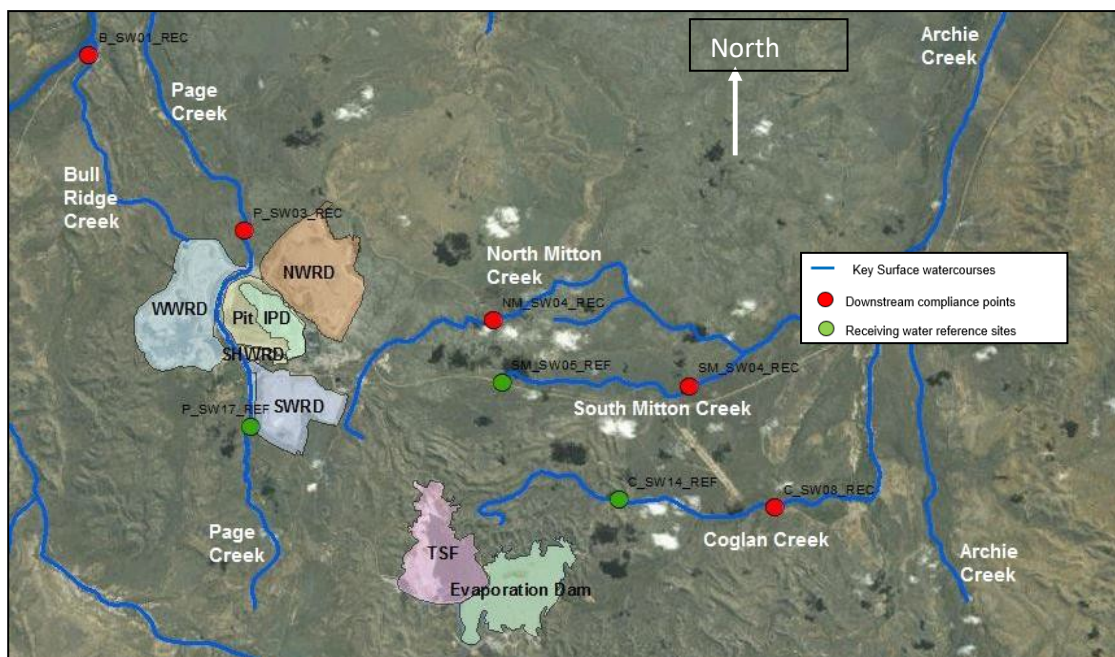 B_SW01_REC
North
Archie
Creek
Page
Creek
Bull
Ridge
Creek
P_SW03_REC
North Mitton
Creek
NWRD
Key Surface watercourses
WWRD
Pit
IPD
NM_SW04_REC
Downstream compliance points
Receiving water reference sites
SHWRD
SM_SW05_REF
SM_SW04_REC
P_SW17_REF
SWRD
South Mitton Creek
C_SW14_REF
C_SW08_REC
Page
Creek
TSF
Coglan Creek
Archie
Creek
Evaporation Dam